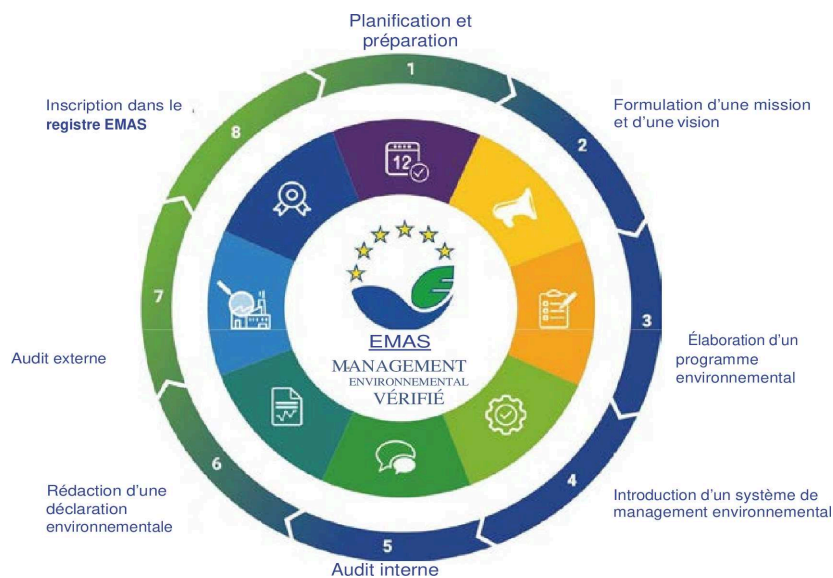 Planification et
préparation
1
Formulation d'une mission
et d'une vision
2
3
Élaboration d'un
programme
environnemental
4
Introduction d'un système de
management environnemental
5
Audit interne
6
Rédaction d'une
déclaration
environnementale
7
Audit externe
8
Inscription dans le
registre EMAS
12
EMAS
MANAGEMENT
ENVIRONNEMENTAL
VÉRIFIÉ